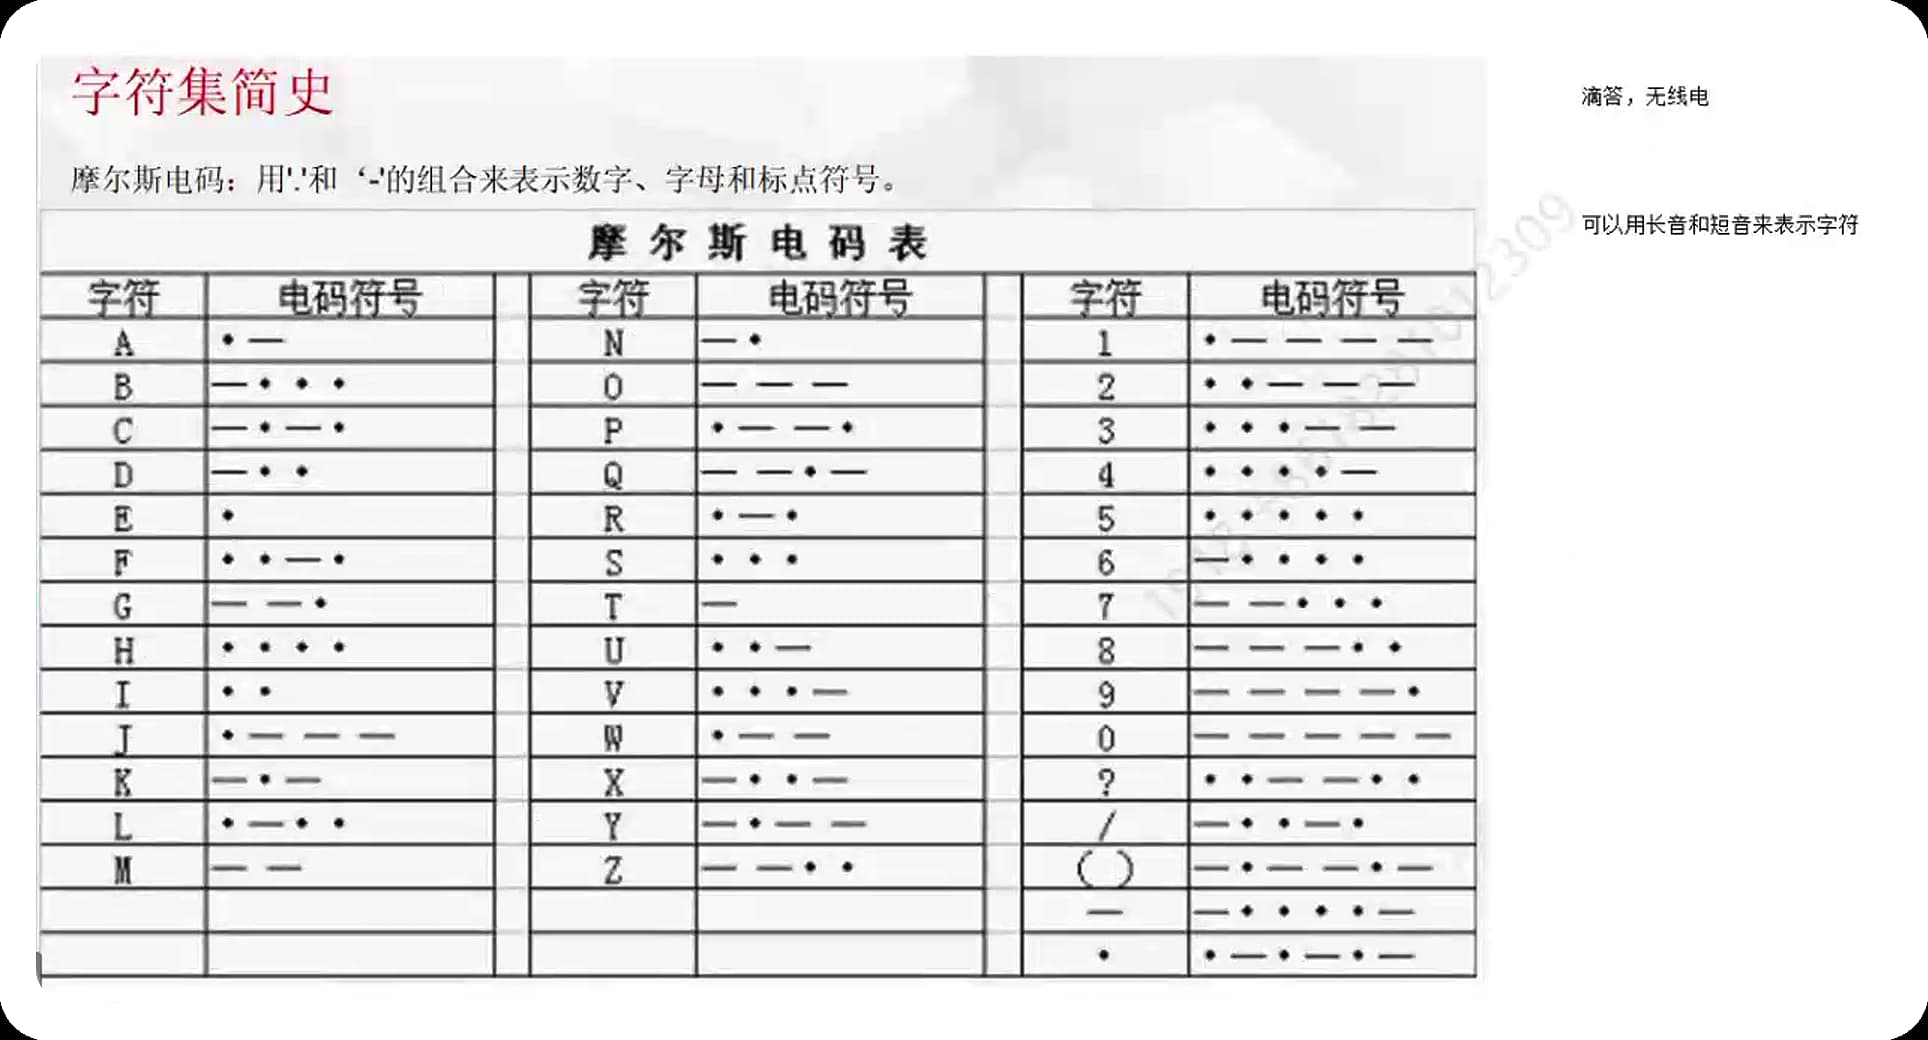 字符集简史
滴答，无线电
摩尔斯电码：用'.'和‘-'的组合来表示数字、字母和标点符号。
可以用长音和短音来表示字符
摩尔斯电码表
字符 电码符号 字符 电码符号 字符 电码符号
A •— N —• 1 •————
B —••• O ——— 2 ••———
C —•—• P •——• 3 •••——
D —•• Q ——•— 4 ••••—
E • R •—• 5 •••••
F ••—• S ••• 6 —••••
G ——• T — 7 ——•••
H •••• U ••— 8 ———••
I •• V •••— 9 ————•
J •——— W •—— 0 —————
K —•— X —••— ? ••——••
L •—•• Y —•—— / —••—•
M —— Z ——•• () —•——•—
— —••••—
• •—•—•—